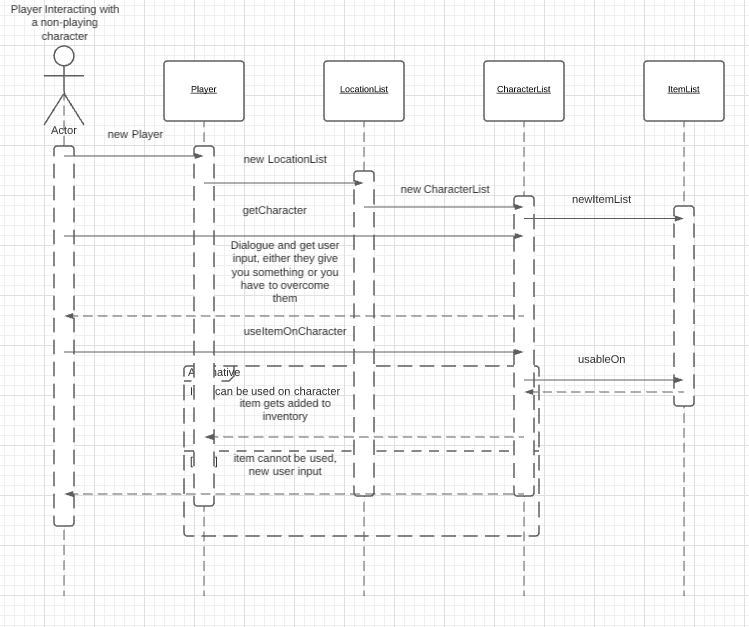 Player Interacting with
a non-playing
character
Player
LocationList
CharacterList
ItemList
Actor
new Player
new LocationList
new CharacterList
newItemList
getCharacter
Dialogue and get user
input, either they give
you something or you
have to overcome
them
useItemOnCharacter
usableOn
can be used on character
item gets added to
inventory
item cannot be used,
new user input